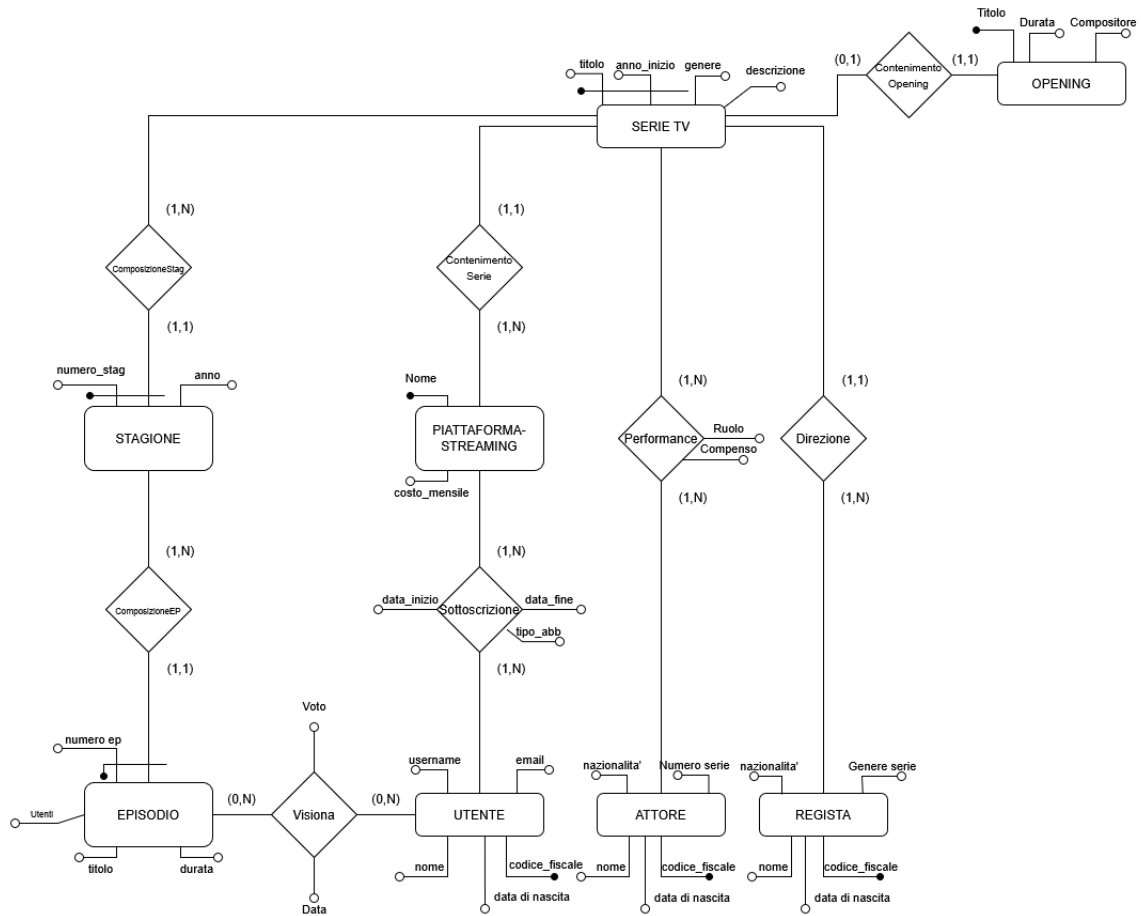 Titolo
Durata
Compositore
titolo
anno_inizio
genere
descrizione
(0,1)
Contenimento
Opening
(1,1)
OPENING
SERIE TV
(1,N)
(1,1)
ComposizioneStag
Contenimento
Serie
(1,1)
(1,N)
numero_stag
anno
Nome
(1,N)
(1,1)
STAGIONE
PIATTAFORMA-
STREAMING
Performance
Ruolo
Compenso
Direzione
costo_mensile
(1,N)
(1,N)
(1,N)
(1,N)
ComposizioneEP
data_inizio
Sottoscrizione
data_fine
tipo_abb
(1,1)
(1,N)
Voto
numero ep
username
email
nazionalita'
Numero serie
nazionalita'
Genere serie
Utenti
EPISODIO
(0,N)
Visiona
(0,N)
UTENTE
ATTORE
REGISTA
titolo
durata
nome
codice_fiscale
nome
codice_fiscale
nome
codice_fiscale
Data
data di nascita
data di nascita
data di nascita